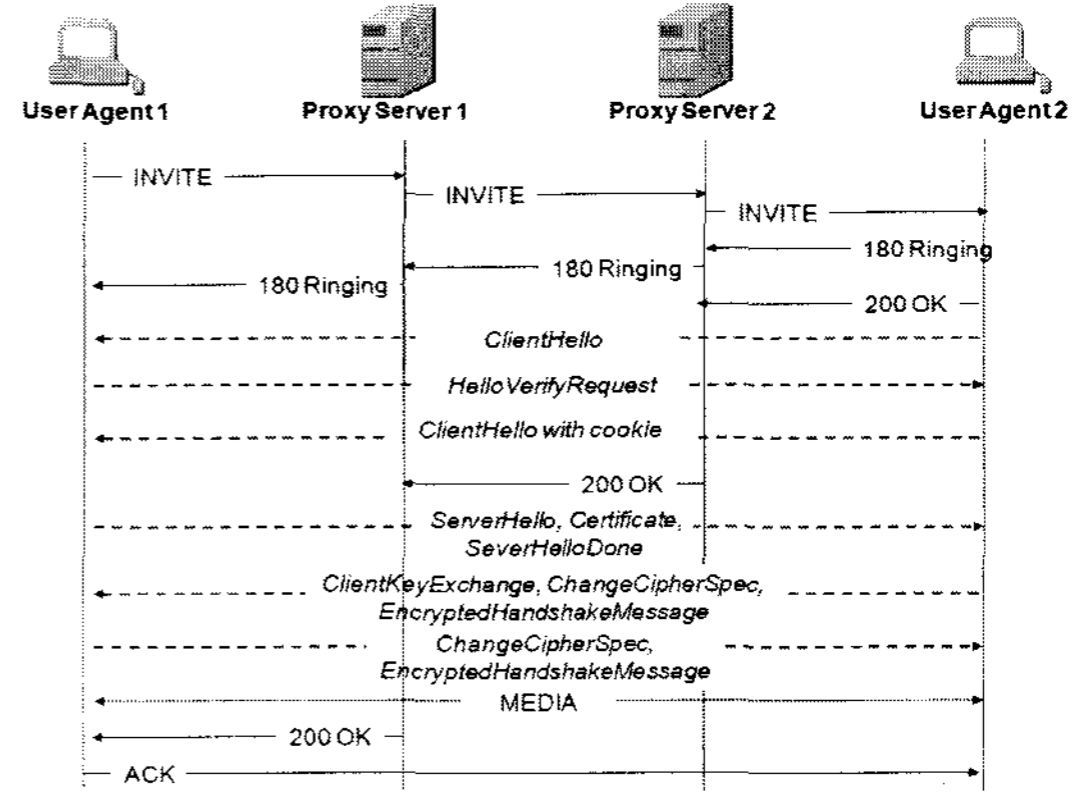 User Agent 1
Proxy Server 1
Proxy Server 2
User Agent 2
INVITE
INVITE
INVITE
180 Ringing
180 Ringing
180 Ringing
200 OK
ClientHello
HelloVerifyRequest
ClientHello with cookie
200 OK
ServerHello, Certificate,
SeverHelloDone
ClientKeyExchange, ChangeCipherSpec,
EncryptedHandshakeMessage
ChangeCipherSpec,
EncryptedHandshakeMessage
MEDIA
200 OK
ACK